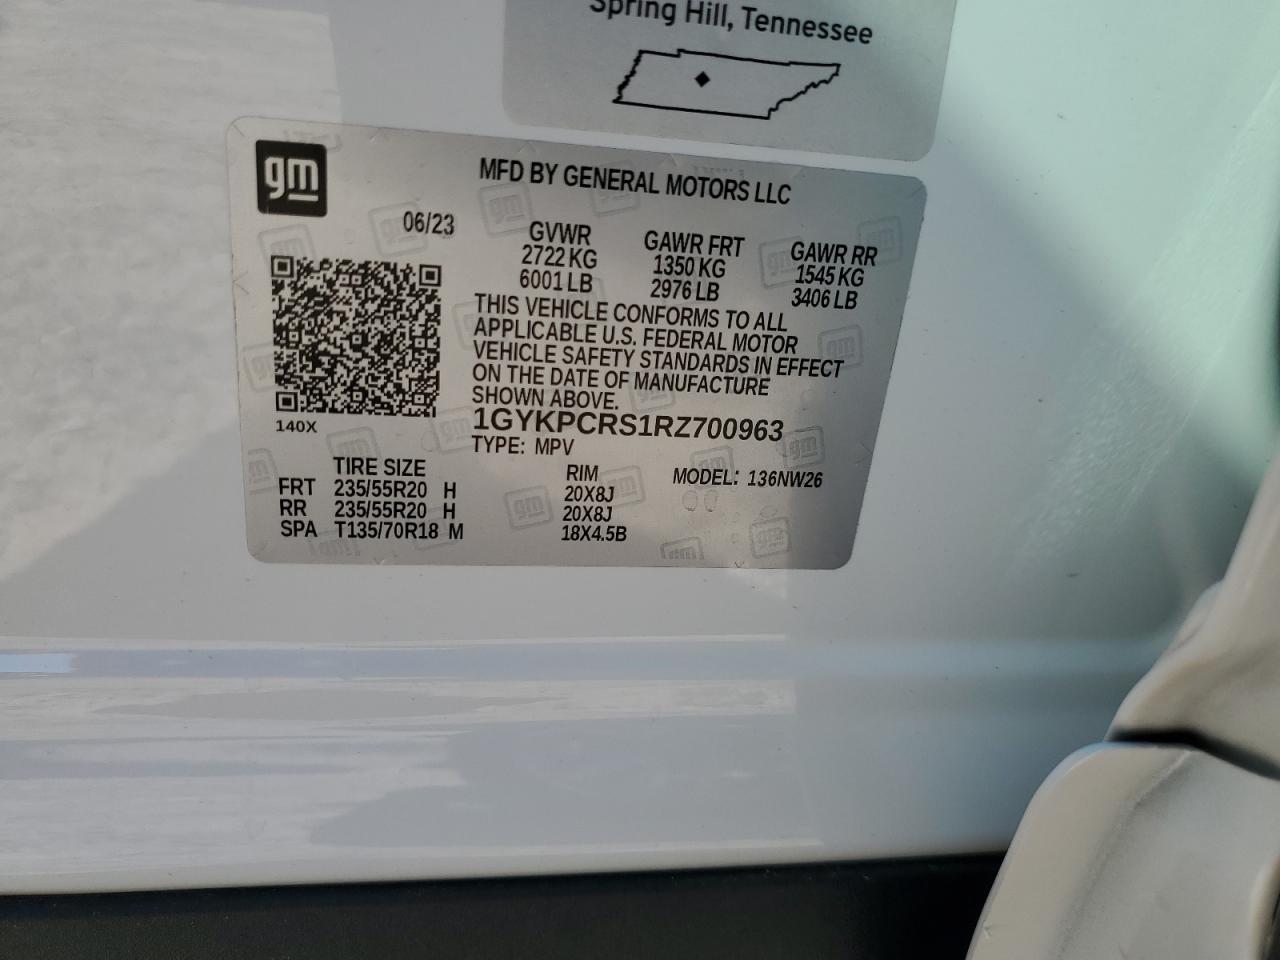 Spring Hill, Tennessee
gm
MFD BY GENERAL MOTORS LLC
06/23
GVWR GAWR FRT GAWR RR
2722 KG 1350 KG 1545 KG
6001 LB 2976 LB 3406 LB
THIS VEHICLE CONFORMS TO ALL
APPLICABLE U.S. FEDERAL MOTOR
VEHICLE SAFETY STANDARDS IN EFFECT
ON THE DATE OF MANUFACTURE
SHOWN ABOVE.
140X
1GYKPCRS1RZ700963
TYPE: MPV
TIRE SIZE RIM MODEL: 136NW26
FRT 235/55R20 H 20X8J
RR 235/55R20 H 20X8J
SPA T135/70R18 M 18X4.5B